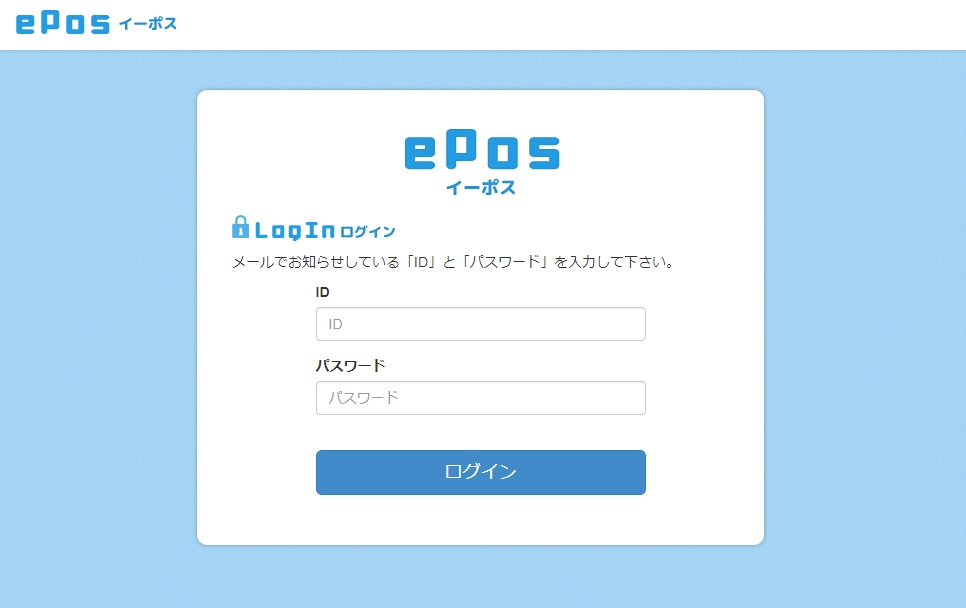 ePos イーポス
ePos
イーポス
LogIn ログイン
メールでお知らせしている「ID」と「パスワード」を入力して下さい。
ID
ID
パスワード
パスワード
ログイン